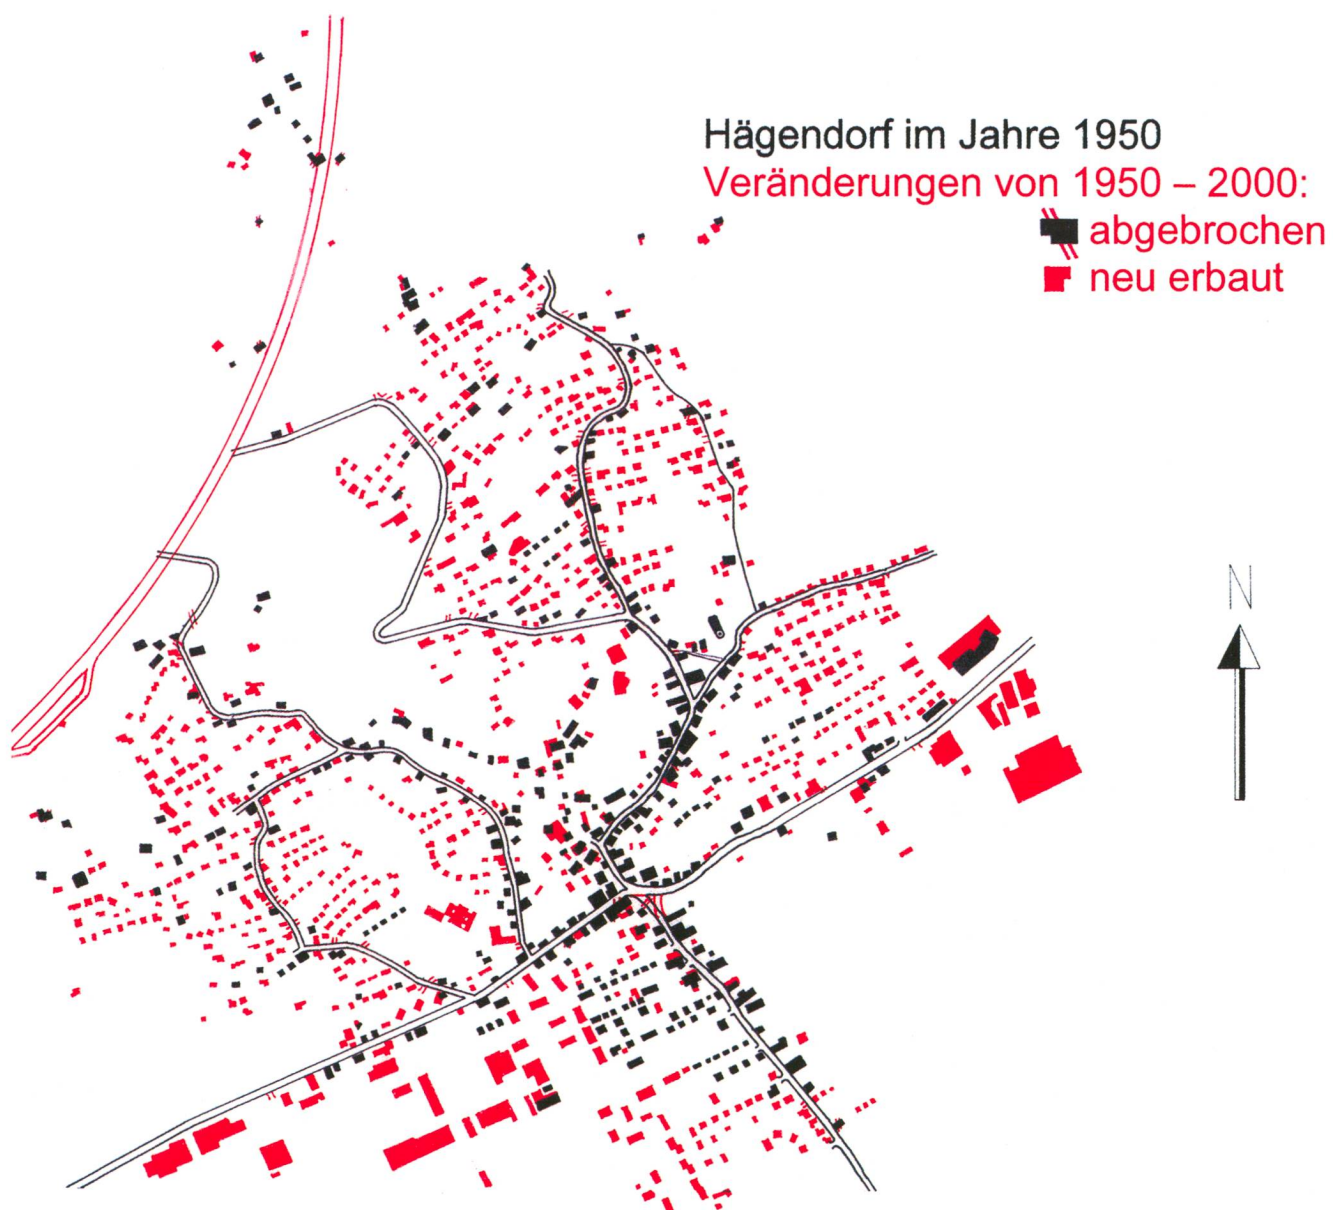 Hägendorf im Jahre 1950
Veränderungen von 1950 – 2000:
abgebrochen
neu erbaut
N